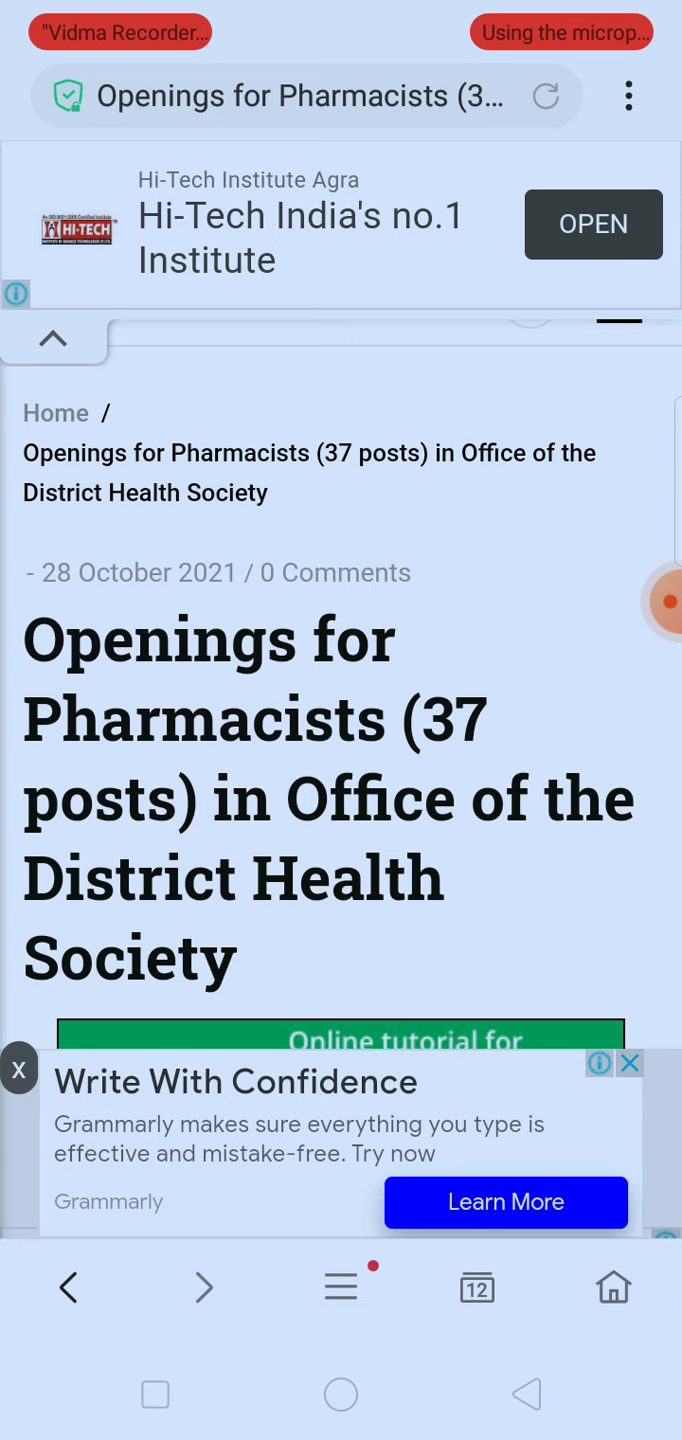 "Vidma Recorder...
Using the microp...
Openings for Pharmacists (3...
Hi-Tech Institute Agra
Hi-Tech India's no.1
Institute
OPEN
HI-TECH
Home /
Openings for Pharmacists (37 posts) in Office of the
District Health Society
- 28 October 2021 / 0 Comments
Openings for
Pharmacists (37
posts) in Office of the
District Health
Society
Online tutorial for
X
Write With Confidence
Grammarly makes sure everything you type is
effective and mistake-free. Try now
Grammarly
Learn More
12